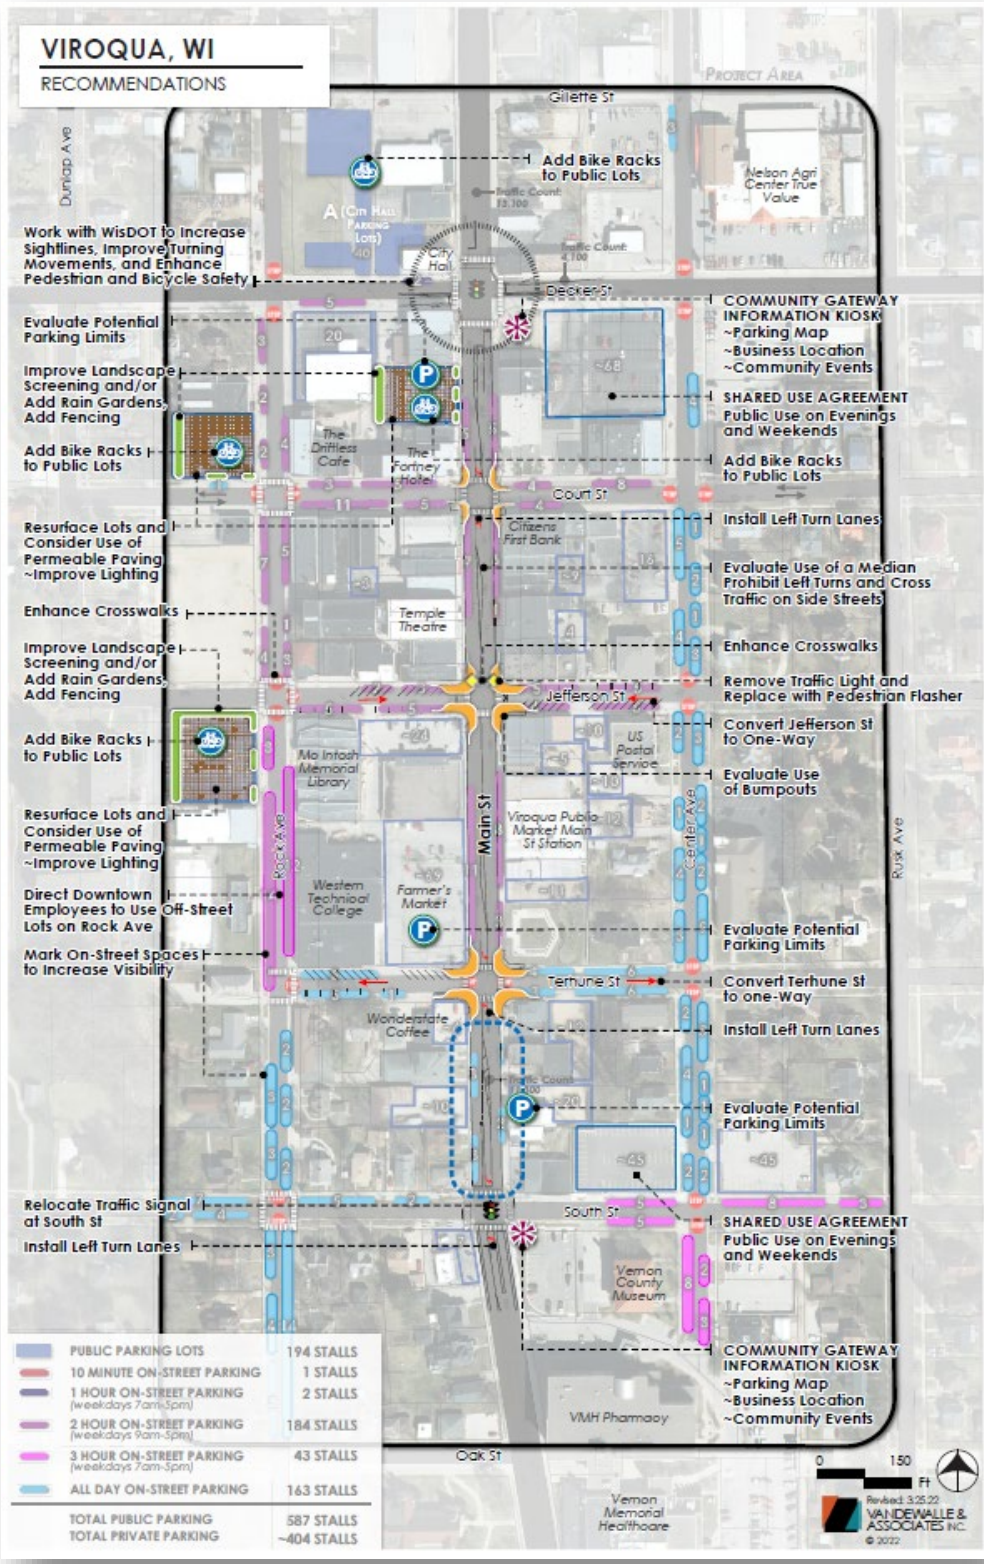 VIROQUA, WI
RECOMMENDATIONS
PROJECT AREA
Gillette St
Dunlap Ave
Add Bike Racks
to Public Lots
Nelson Agri
Center True
Value
Traffic Count:
13,100
A (CITY HALL
PARKING
LOTS)
40
City
Hall
Traffic Count:
4,100
Decker St
Work with WisDOT to Increase
Sightlines, Improve Turning
Movements, and Enhance
Pedestrian and Bicycle Safety
Evaluate Potential
Parking Limits
Improve Landscape
Screening and/or
Add Rain Gardens,
Add Fencing
Add Bike Racks
to Public Lots
Resurface Lots and
Consider Use of
Permeable Paving
~Improve Lighting
Enhance Crosswalks
Improve Landscape
Screening and/or
Add Rain Gardens,
Add Fencing
Add Bike Racks
to Public Lots
Resurface Lots and
Consider Use of
Permeable Paving
~Improve Lighting
Direct Downtown
Employees to Use Off-Street
Lots on Rock Ave
Mark On-Street Spaces
to Increase Visibility
Relocate Traffic Signal
at South St
Install Left Turn Lanes
COMMUNITY GATEWAY
INFORMATION KIOSK
~Parking Map
~Business Location
~Community Events
SHARED USE AGREEMENT
Public Use on Evenings
and Weekends
Add Bike Racks
to Public Lots
Install Left Turn Lanes
Evaluate Use of a Median
Prohibit Left Turns and Cross
Traffic on Side Streets
Enhance Crosswalks
Remove Traffic Light and
Replace with Pedestrian Flasher
Convert Jefferson St
to One-Way
Evaluate Use
of Bumpouts
Evaluate Potential
Parking Limits
Convert Terhune St
to one-Way
Install Left Turn Lanes
Evaluate Potential
Parking Limits
SHARED USE AGREEMENT
Public Use on Evenings
and Weekends
COMMUNITY GATEWAY
INFORMATION KIOSK
~Parking Map
~Business Location
~Community Events
20
~68
P
The
Driftless
Cafe
The
Fortney
Hotel
Court St
11
Citizens
First Bank
16
Temple
Theatre
4
Jefferson St
~24
Mo Intosh
Memorial
Library
US
Postal
Service
Main St
Viroqua Public
Market Main
St Station
Center Ave
Rusk Ave
Rock Ave
Western
Technical
College
Farmer's
Market
P
Terhune St
Wonderstate
Coffee
P
~20
~45
~45
South St
Vernon
County
Museum
VMH Pharmacy
Oak St
Vernon
Memorial
Healthcare
PUBLIC PARKING LOTS 194 STALLS
10 MINUTE ON-STREET PARKING 1 STALLS
1 HOUR ON-STREET PARKING 2 STALLS
(weekdays 7am-5pm)
2 HOUR ON-STREET PARKING 184 STALLS
(weekdays 9am-5pm)
3 HOUR ON-STREET PARKING 43 STALLS
(weekdays 7am-5pm)
ALL DAY ON-STREET PARKING 163 STALLS
TOTAL PUBLIC PARKING 587 STALLS
TOTAL PRIVATE PARKING ~404 STALLS
0 150
Ft
Revised: 3.25.22
VANDEWALLE &
ASSOCIATES INC.
© 2022